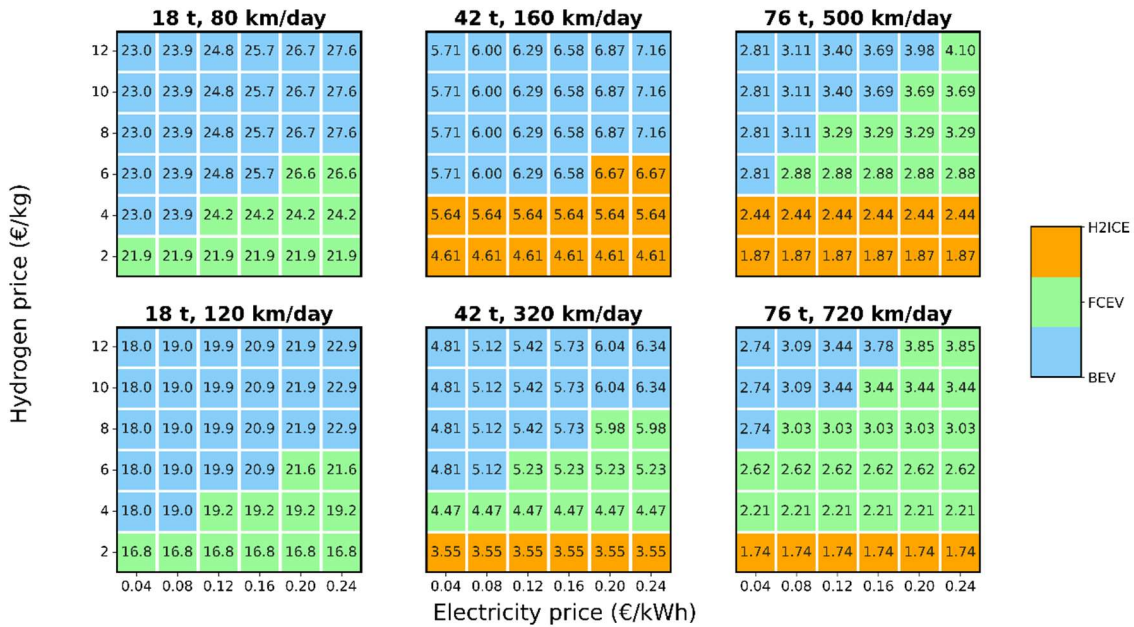 18 t, 80 km/day 42 t, 160 km/day 76 t, 500 km/day
12 23.0 23.9 24.8 25.7 26.7 27.6 5.71 6.00 6.29 6.58 6.87 7.16 2.81 3.11 3.40 3.69 3.98 4.10
10 23.0 23.9 24.8 25.7 26.7 27.6 5.71 6.00 6.29 6.58 6.87 7.16 2.81 3.11 3.40 3.69 3.69 3.69
8 23.0 23.9 24.8 25.7 26.7 27.6 5.71 6.00 6.29 6.58 6.87 7.16 2.81 3.11 3.29 3.29 3.29 3.29
6 23.0 23.9 24.8 25.7 26.6 26.6 5.71 6.00 6.29 6.58 6.67 6.67 2.81 2.88 2.88 2.88 2.88 2.88
4 23.0 23.9 24.2 24.2 24.2 24.2 5.64 5.64 5.64 5.64 5.64 5.64 2.44 2.44 2.44 2.44 2.44 2.44
2 21.9 21.9 21.9 21.9 21.9 21.9 4.61 4.61 4.61 4.61 4.61 4.61 1.87 1.87 1.87 1.87 1.87 1.87
18 t, 120 km/day 42 t, 320 km/day 76 t, 720 km/day
12 18.0 19.0 19.9 20.9 21.9 22.9 4.81 5.12 5.42 5.73 6.04 6.34 2.74 3.09 3.44 3.78 3.85 3.85
10 18.0 19.0 19.9 20.9 21.9 22.9 4.81 5.12 5.42 5.73 6.04 6.34 2.74 3.09 3.44 3.44 3.44 3.44
8 18.0 19.0 19.9 20.9 21.9 22.9 4.81 5.12 5.42 5.73 5.98 5.98 2.74 3.03 3.03 3.03 3.03 3.03
6 18.0 19.0 19.9 20.9 21.6 21.6 4.81 5.12 5.23 5.23 5.23 5.23 2.62 2.62 2.62 2.62 2.62 2.62
4 18.0 19.0 19.2 19.2 19.2 19.2 4.47 4.47 4.47 4.47 4.47 4.47 2.21 2.21 2.21 2.21 2.21 2.21
2 16.8 16.8 16.8 16.8 16.8 16.8 3.55 3.55 3.55 3.55 3.55 3.55 1.74 1.74 1.74 1.74 1.74 1.74
0.04 0.08 0.12 0.16 0.20 0.24 0.04 0.08 0.12 0.16 0.20 0.24 0.04 0.08 0.12 0.16 0.20 0.24
Hydrogen price (€/kg)
Electricity price (€/kWh)
H2ICE
FCEV
BEV